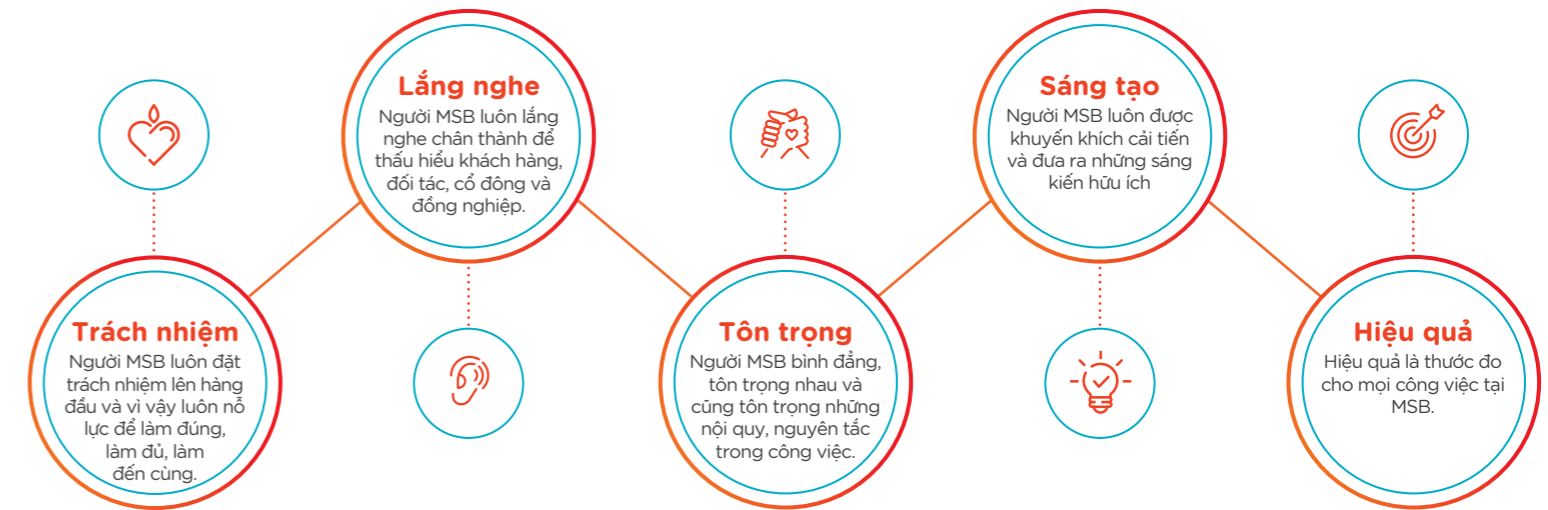 Trách nhiệm
Người MSB luôn đặt
trách nhiệm lên hàng
đầu và vì vậy luôn nỗ
lực để làm đúng,
làm đủ, làm
đến cùng.
Lắng nghe
Người MSB luôn lắng
nghe chân thành để
thấu hiểu khách hàng,
đối tác, cổ đông và
đồng nghiệp.
Tôn trọng
Người MSB bình đẳng,
tôn trọng nhau và
cũng tôn trọng những
nội quy, nguyên tắc
trong công việc.
Sáng tạo
Người MSB luôn được
khuyến khích cải tiến
và đưa ra những sáng
kiến hữu ích
Hiệu quả
Hiệu quả là thước đo
cho mọi công việc tại
MSB.